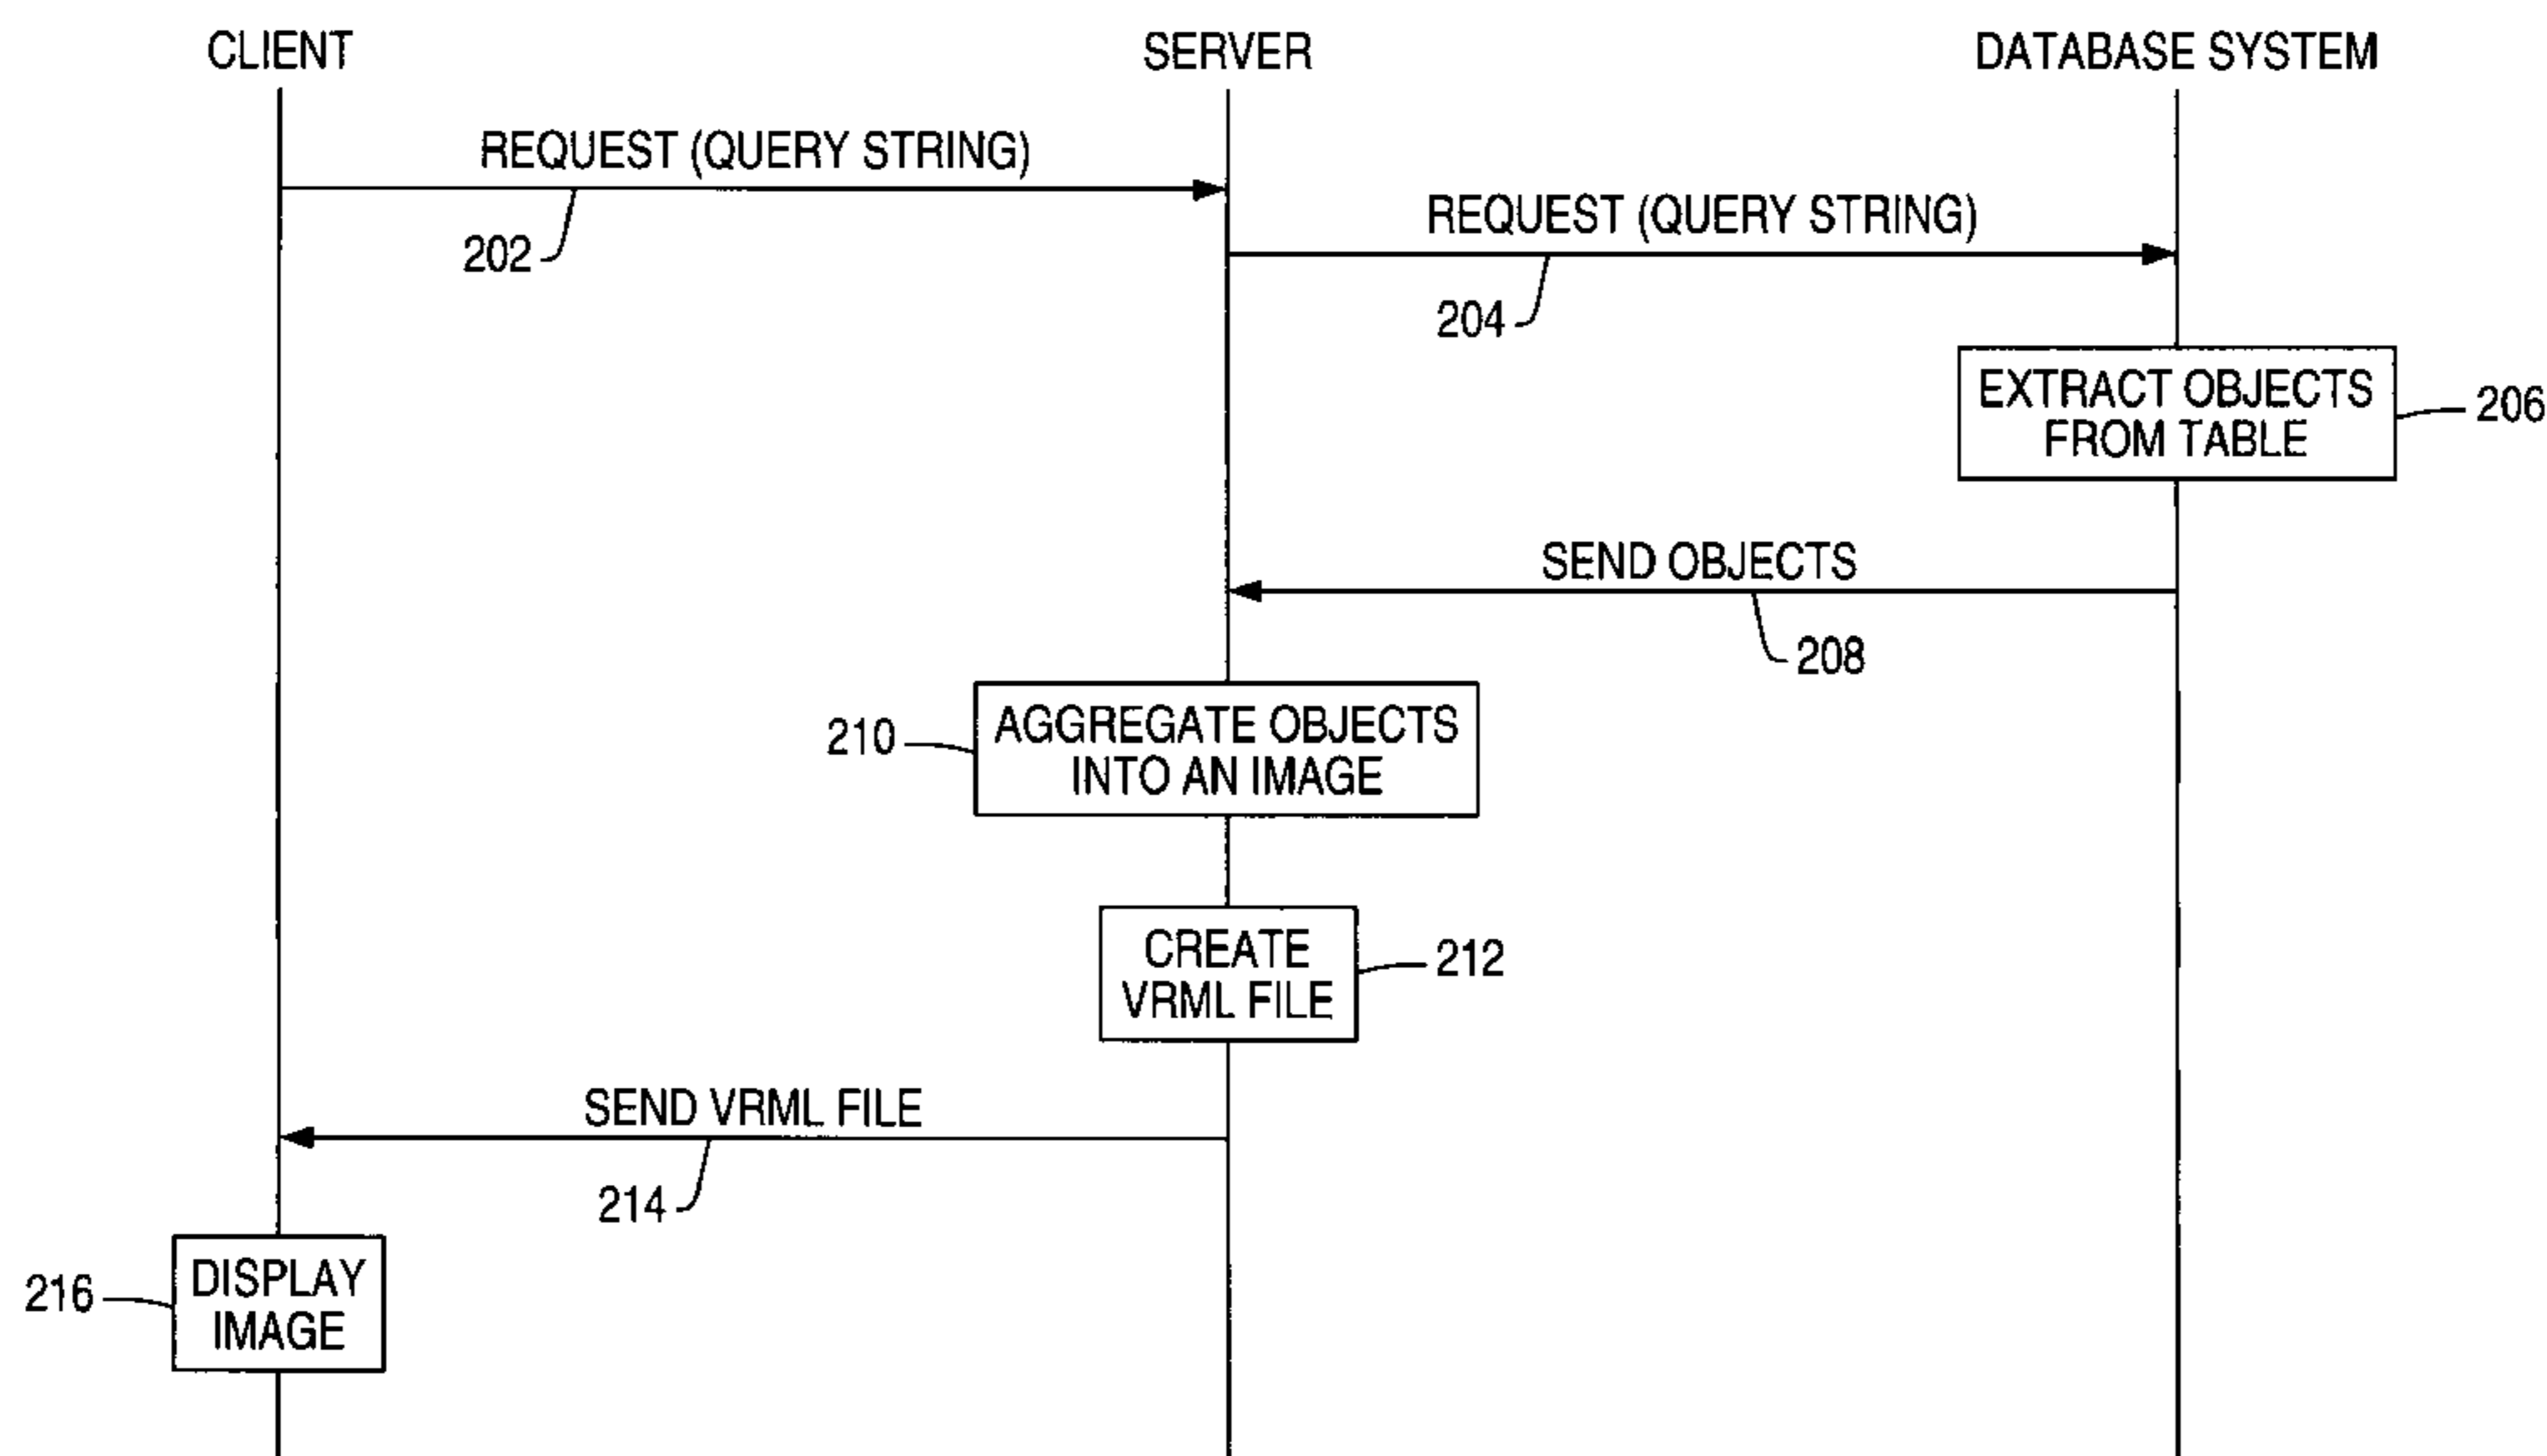 CLIENT
SERVER
DATABASE SYSTEM
REQUEST (QUERY STRING)
202
REQUEST (QUERY STRING)
204
EXTRACT OBJECTS
FROM TABLE
206
SEND OBJECTS
208
210
AGGREGATE OBJECTS
INTO AN IMAGE
CREATE
VRML FILE
212
SEND VRML FILE
214
216
DISPLAY
IMAGE